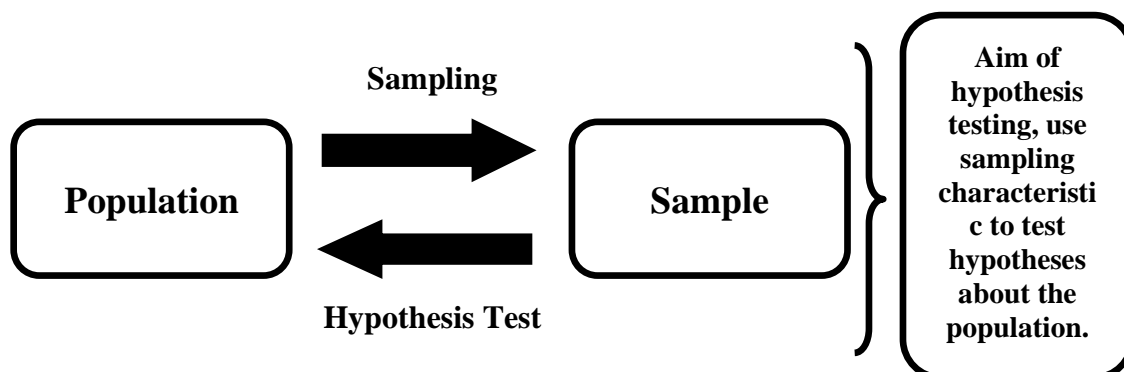 Sampling
Population
Sample
Hypothesis Test
Aim of
hypothesis
testing, use
sampling
characteristi
c to test
hypotheses
about the
population.